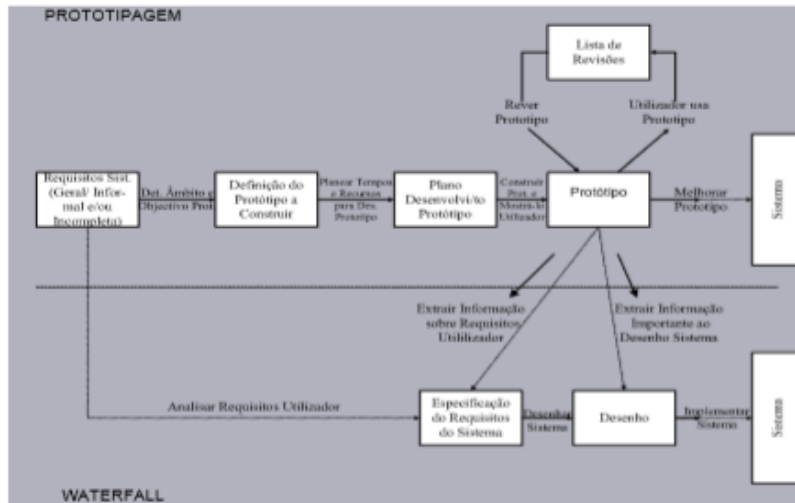 PROTOTIPAGEM
Lista de
Revisões
Rever
Prototipo
Utilizador usa
Prototipo
Requisitos Sist.
(Geral/ Infor-
mal e/ou
Incompleta)
Det. Âmbito e
Objectivo Prot.
Definição do
Protótipo a
Construir
Planear Tempos
e Recursos
para Des.
Prototipo
Plano
Desenvolvi/to
Protótipo
Construir
Prot. e
Mostrá-lo
Utilizador
Protótipo
Melhorar
Prototipo
Sistema
Extrair Informação
sobre Requisitos
Utililizador
Extrair Informação
Importante ao
Desenho Sistema
Analisar Requisitos Utilizador
Especificação
do Requisitos
do Sistema
Desenhar
Sistema
Desenho
Implementar
Sistema
Sistema
WATERFALL